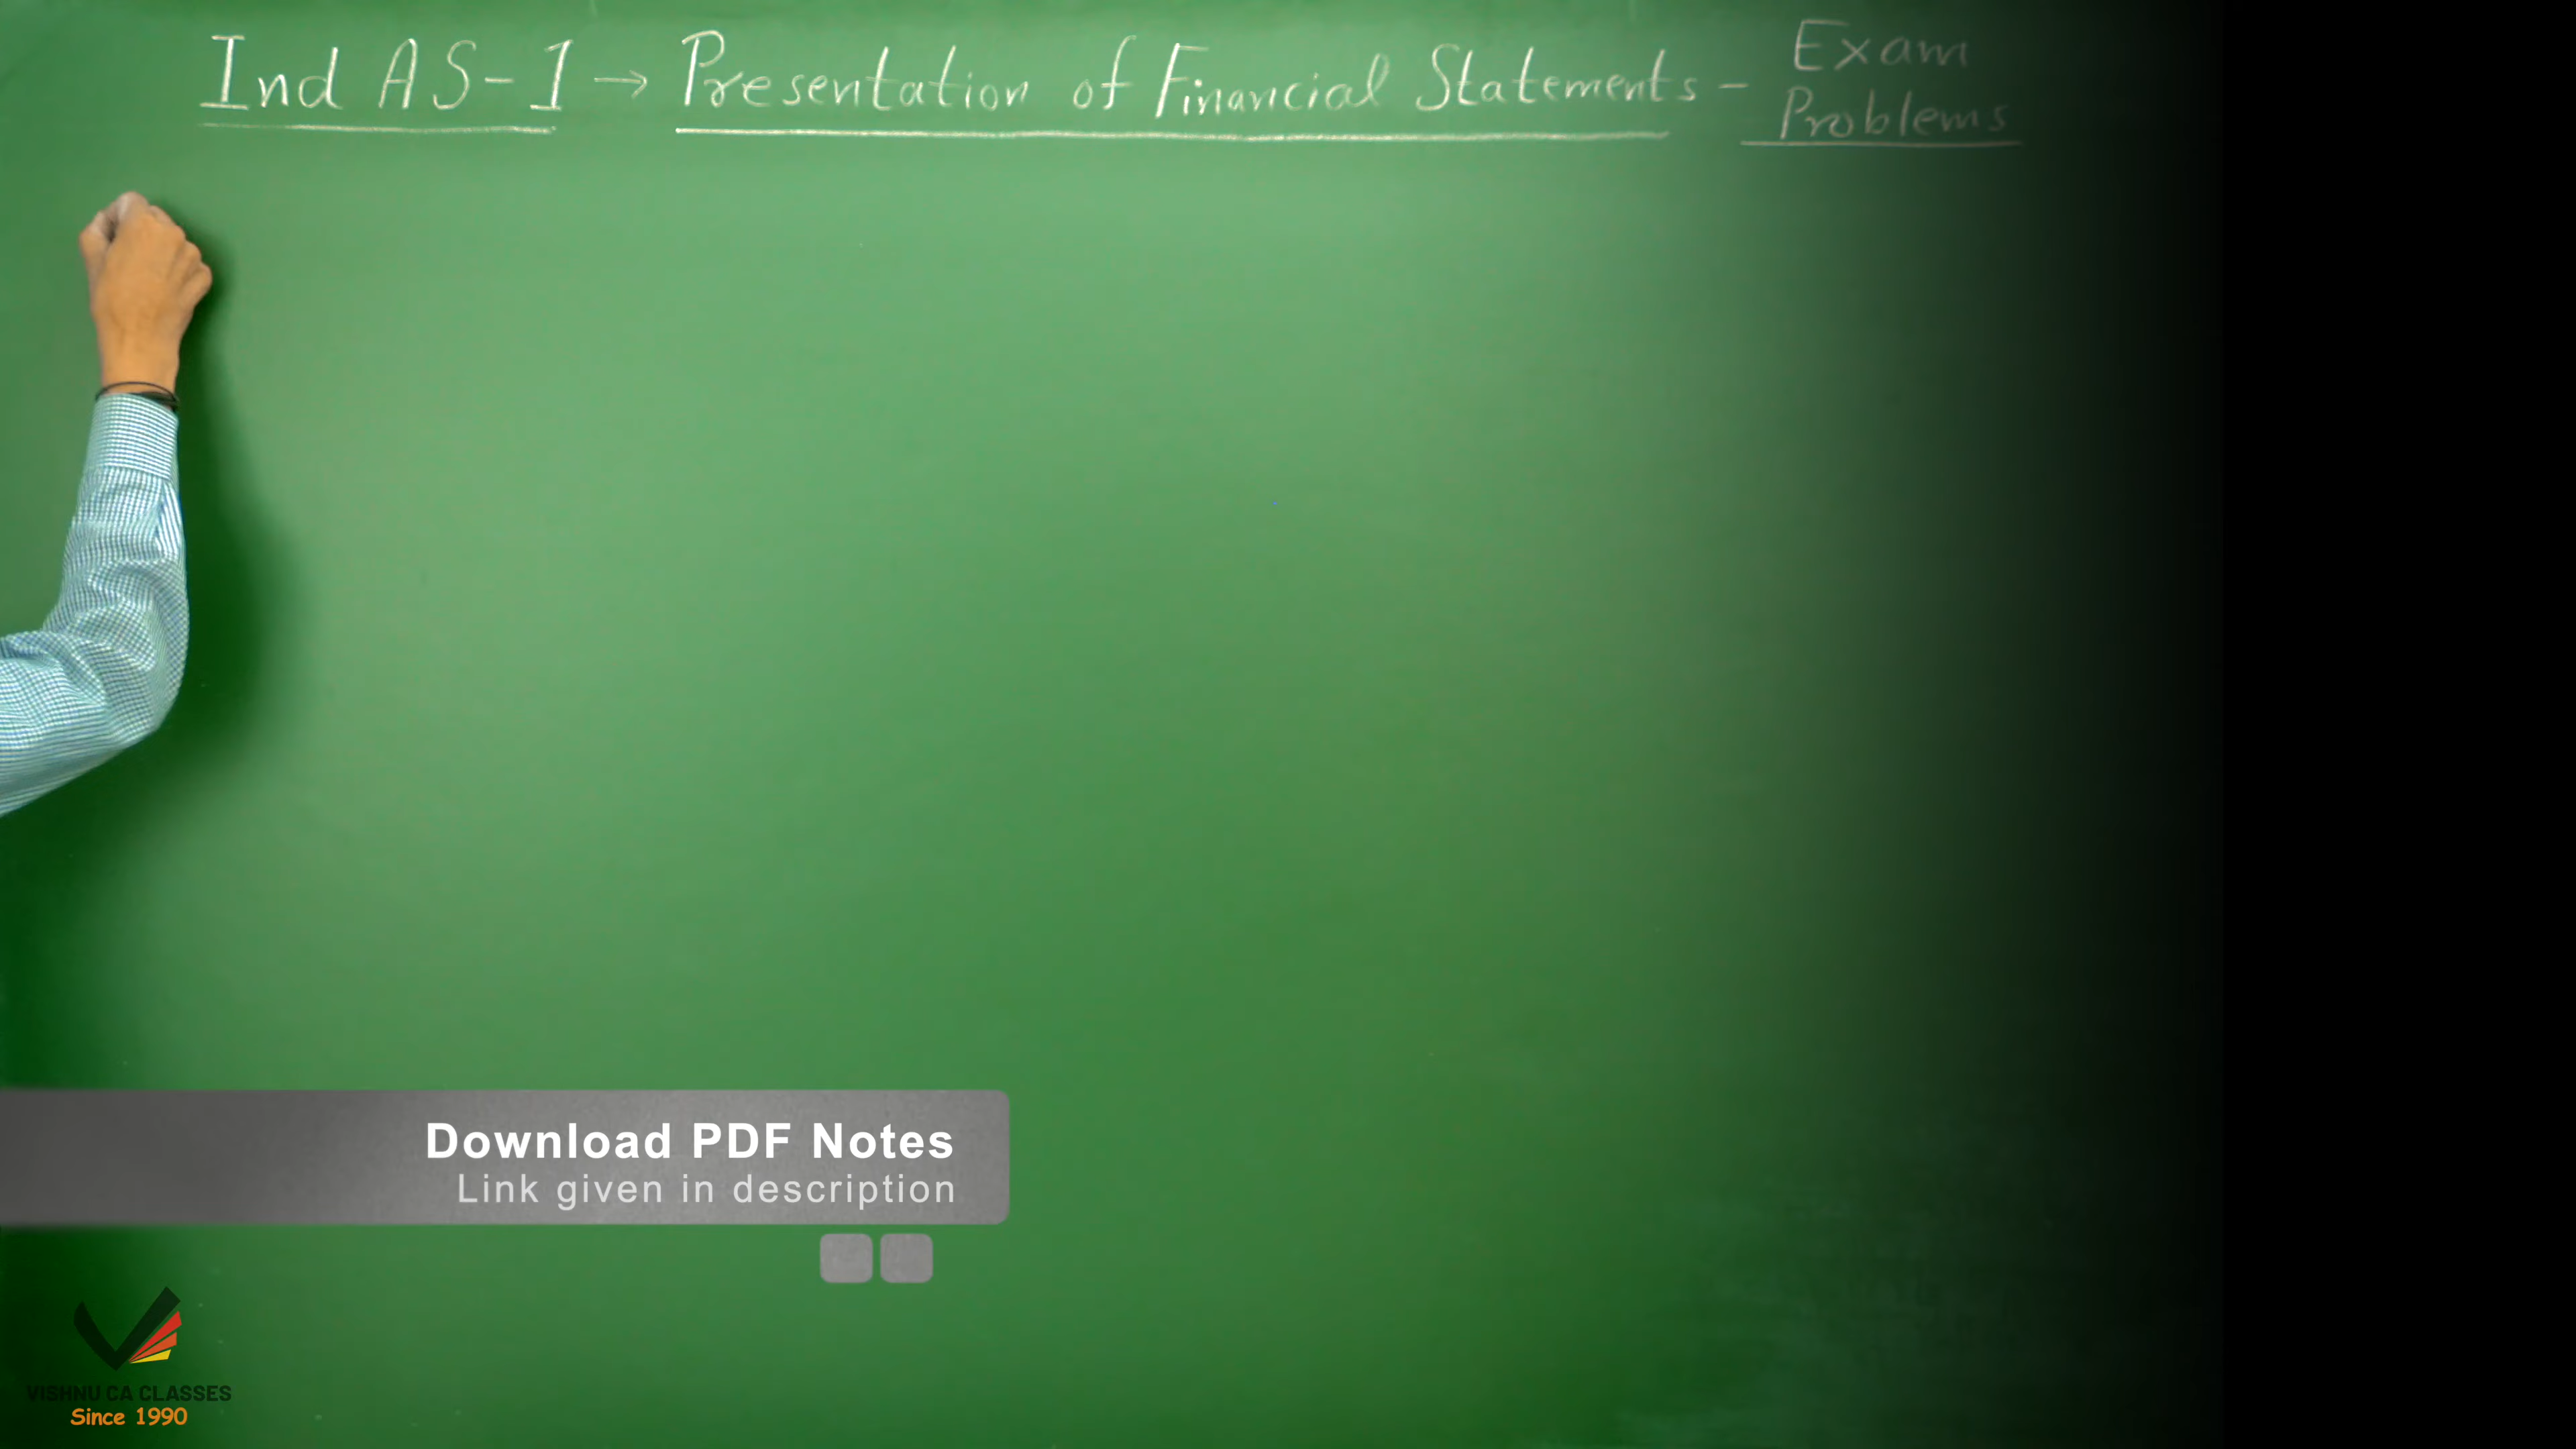 Ind AS-1 → Presentation of Financial Statements - Exam Problems
Download PDF Notes
Link given in description
VISHNU CA CLASSES
Since 1990